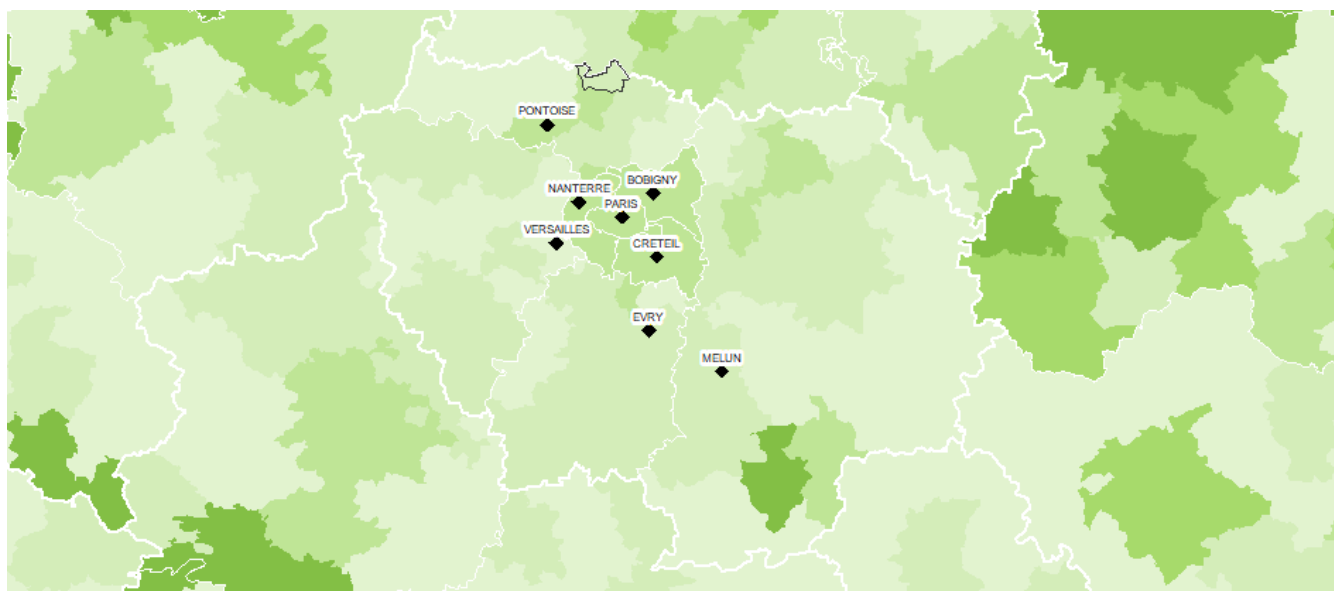 PONTOISE
BOBIGNY
NANTERRE
PARIS
VERSAILLES
CRETEIL
EVRY
MELUN